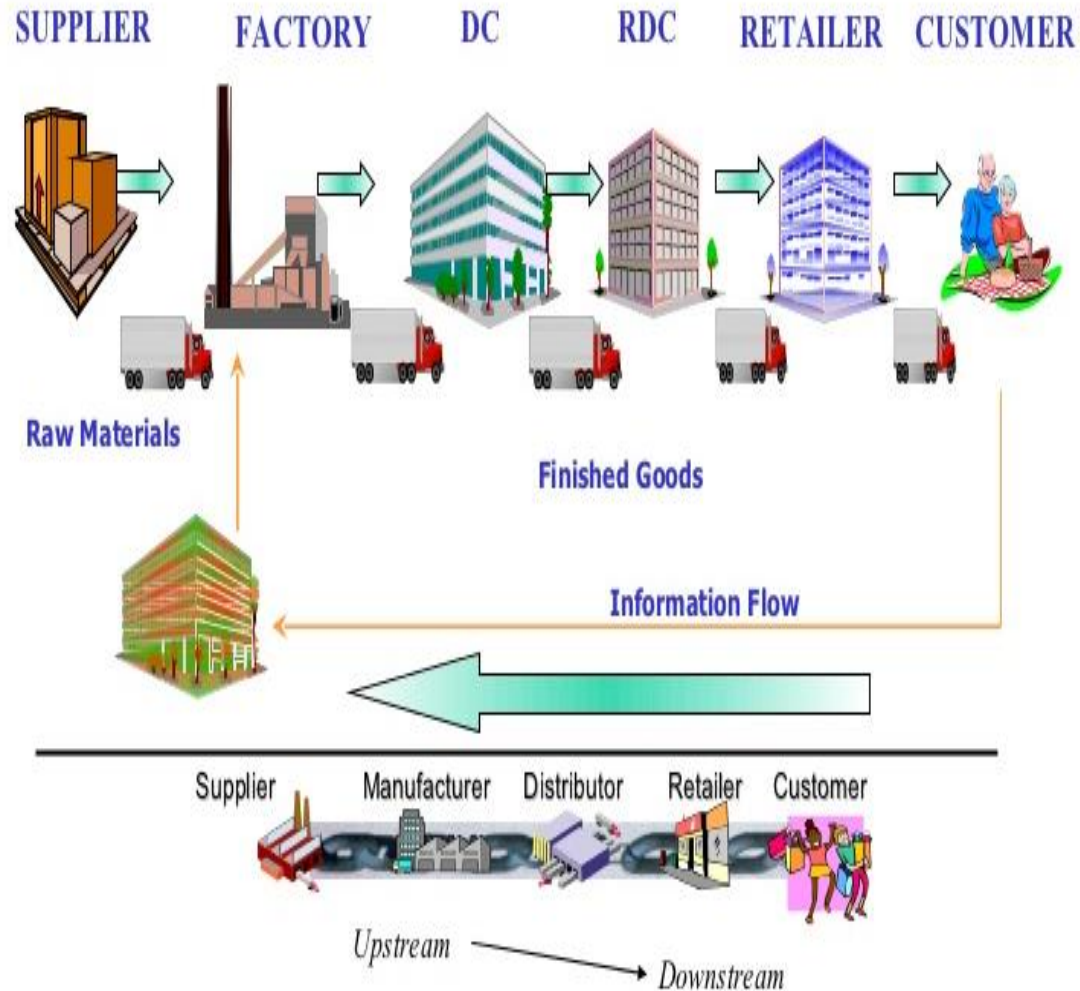 SUPPLIER FACTORY DC RDC RETAILER CUSTOMER
Raw Materials
Finished Goods
Information Flow
Supplier Manufacturer Distributor Retailer Customer
Upstream
Downstream